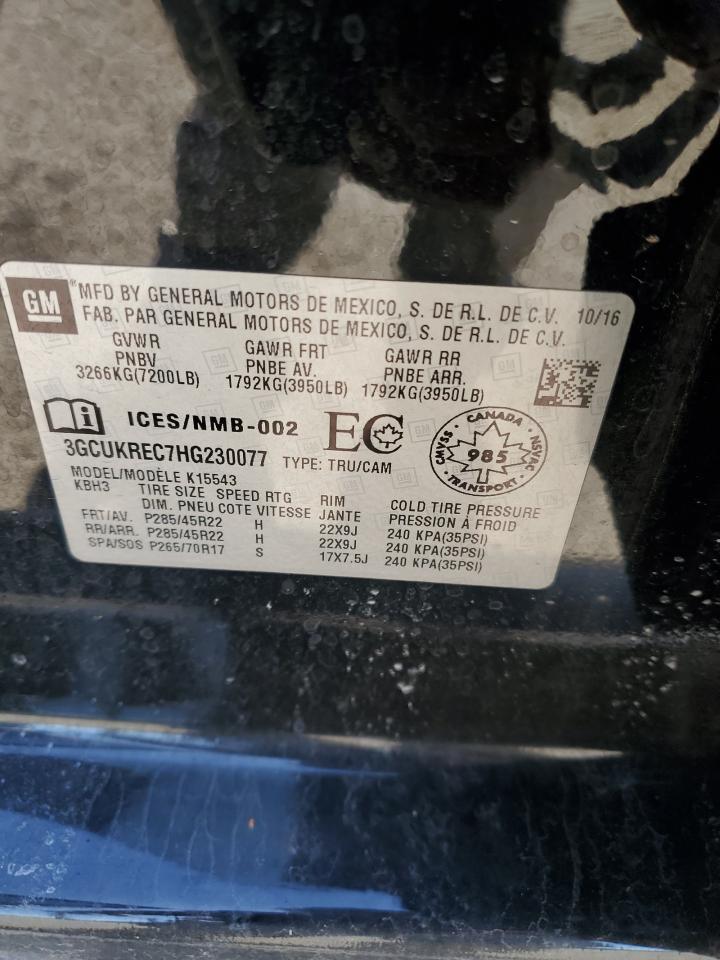 GM ® MFD BY GENERAL MOTORS DE MEXICO, S. DE R.L. DE C.V. 10/16
FAB. PAR GENERAL MOTORS DE MEXICO, S. DE R.L. DE C.V.
GVWR GAWR FRT GAWR RR
PNBV PNBE AV. PNBE ARR.
3266KG(7200LB) 1792KG(3950LB) 1792KG(3950LB)
i ICES/NMB-002 EC
CANADA CMVSS NSVAC 985 TRANSPORT
3GCUKREC7HG230077 TYPE: TRU/CAM
MODEL/MODÈLE K15543
KBH3 TIRE SIZE SPEED RTG RIM COLD TIRE PRESSURE
DIM. PNEU COTE VITESSE JANTE PRESSION À FROID
FRT/AV. P285/45R22 H 22X9J 240 KPA(35PSI)
RR/ARR. P285/45R22 H 22X9J 240 KPA(35PSI)
SPA/SOS P265/70R17 S 17X7.5J 240 KPA(35PSI)